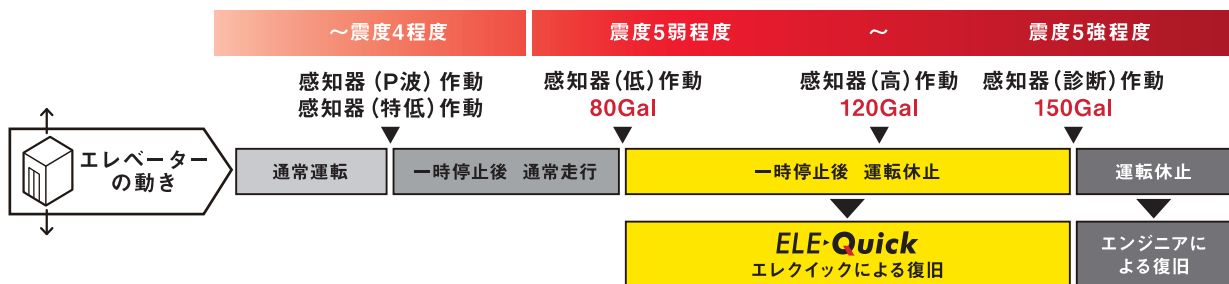 ～震度4程度
震度5弱程度 ～ 震度5強程度
感知器（P波）作動
感知器（特低）作動
感知器（低）作動
80Gal
感知器（高）作動
120Gal
感知器（診断）作動
150Gal
エレベーター
の動き
通常運転
一時停止後 通常走行
一時停止後 運転休止
運転休止
ELE Quick
エレクイックによる復旧
エンジニアに
よる復旧